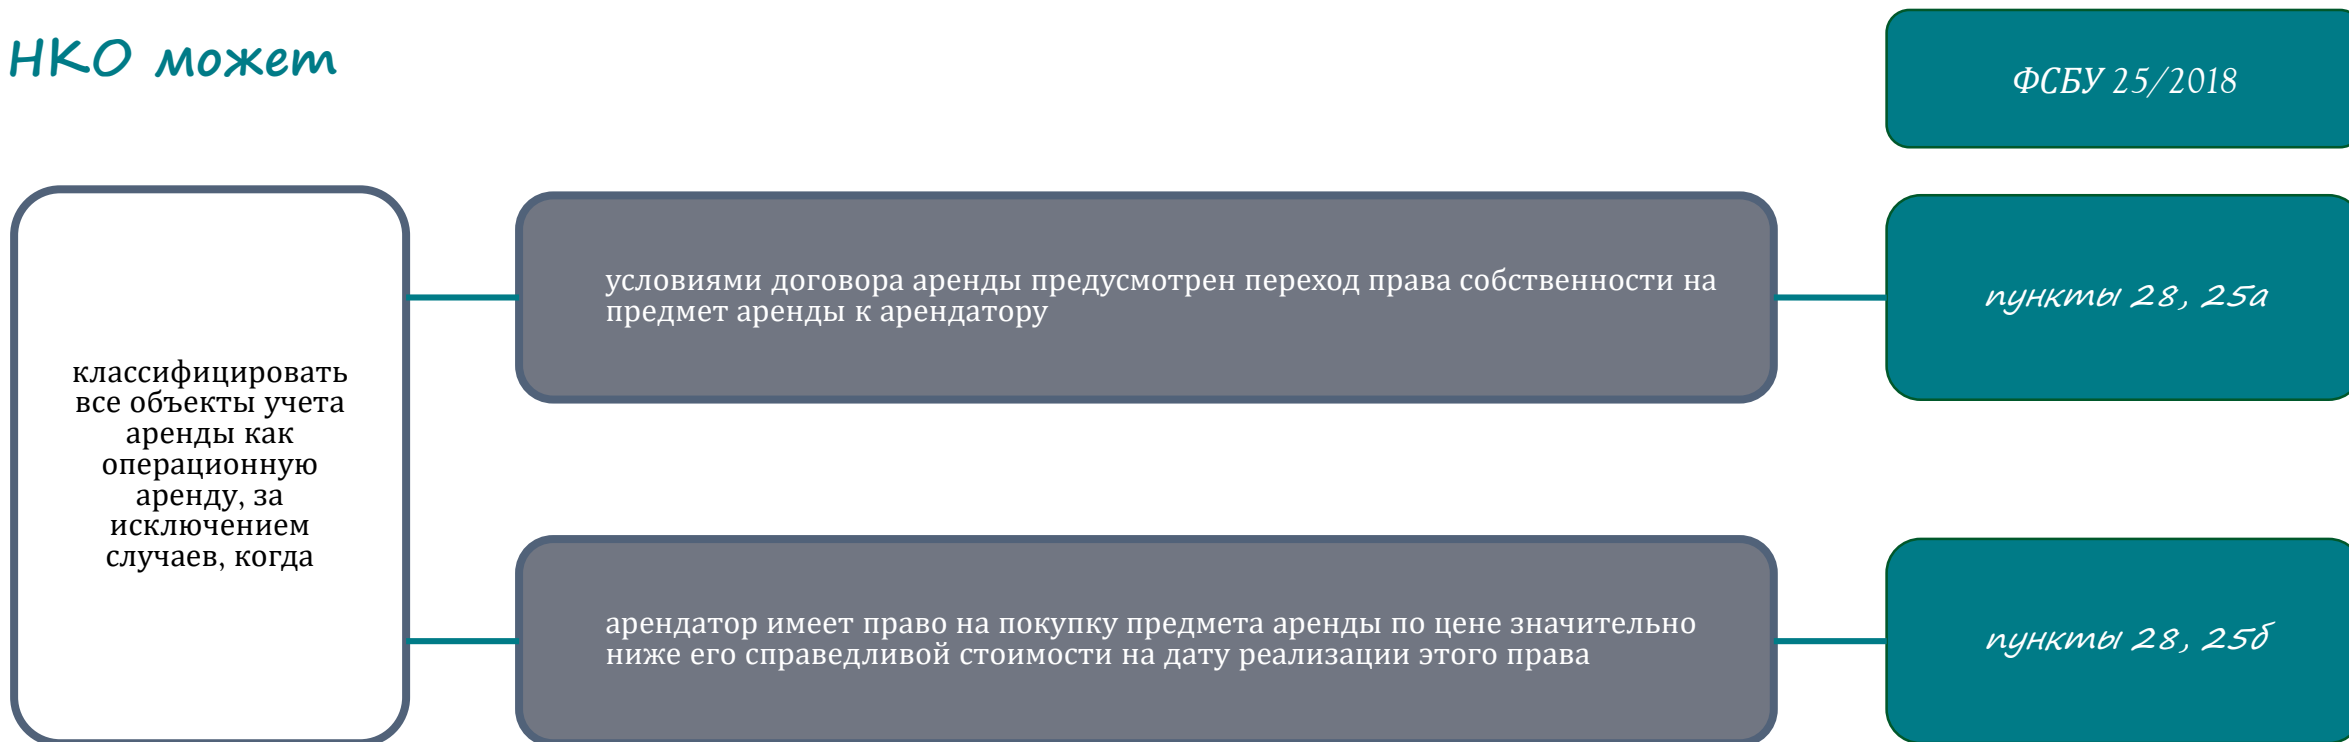 НКО может
ФСБУ 25/2018
классифицировать
все объекты учета
аренды как
операционную
аренду, за
исключением
случаев, когда
условиями договора аренды предусмотрен переход права собственности на
предмет аренды к арендатору
пункты 28, 25а
арендатор имеет право на покупку предмета аренды по цене значительно
ниже его справедливой стоимости на дату реализации этого права
пункты 28, 25б